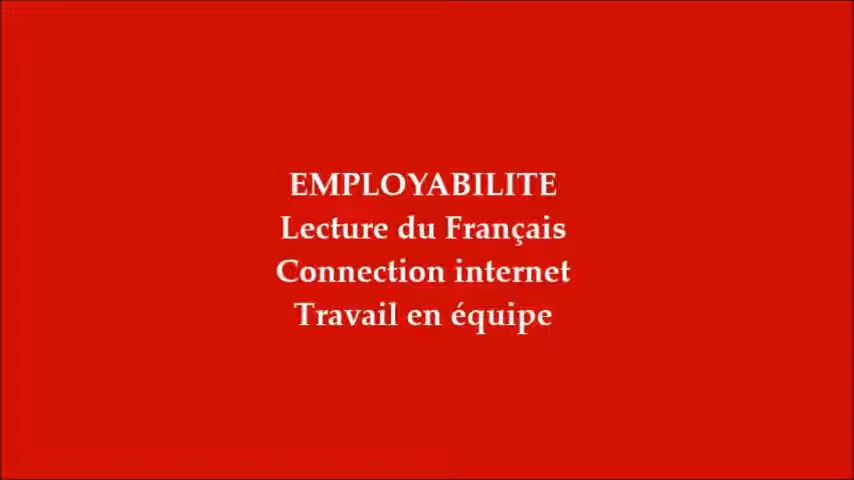 EMPLOYABILITE
Lecture du Français
Connection internet
Travail en équipe